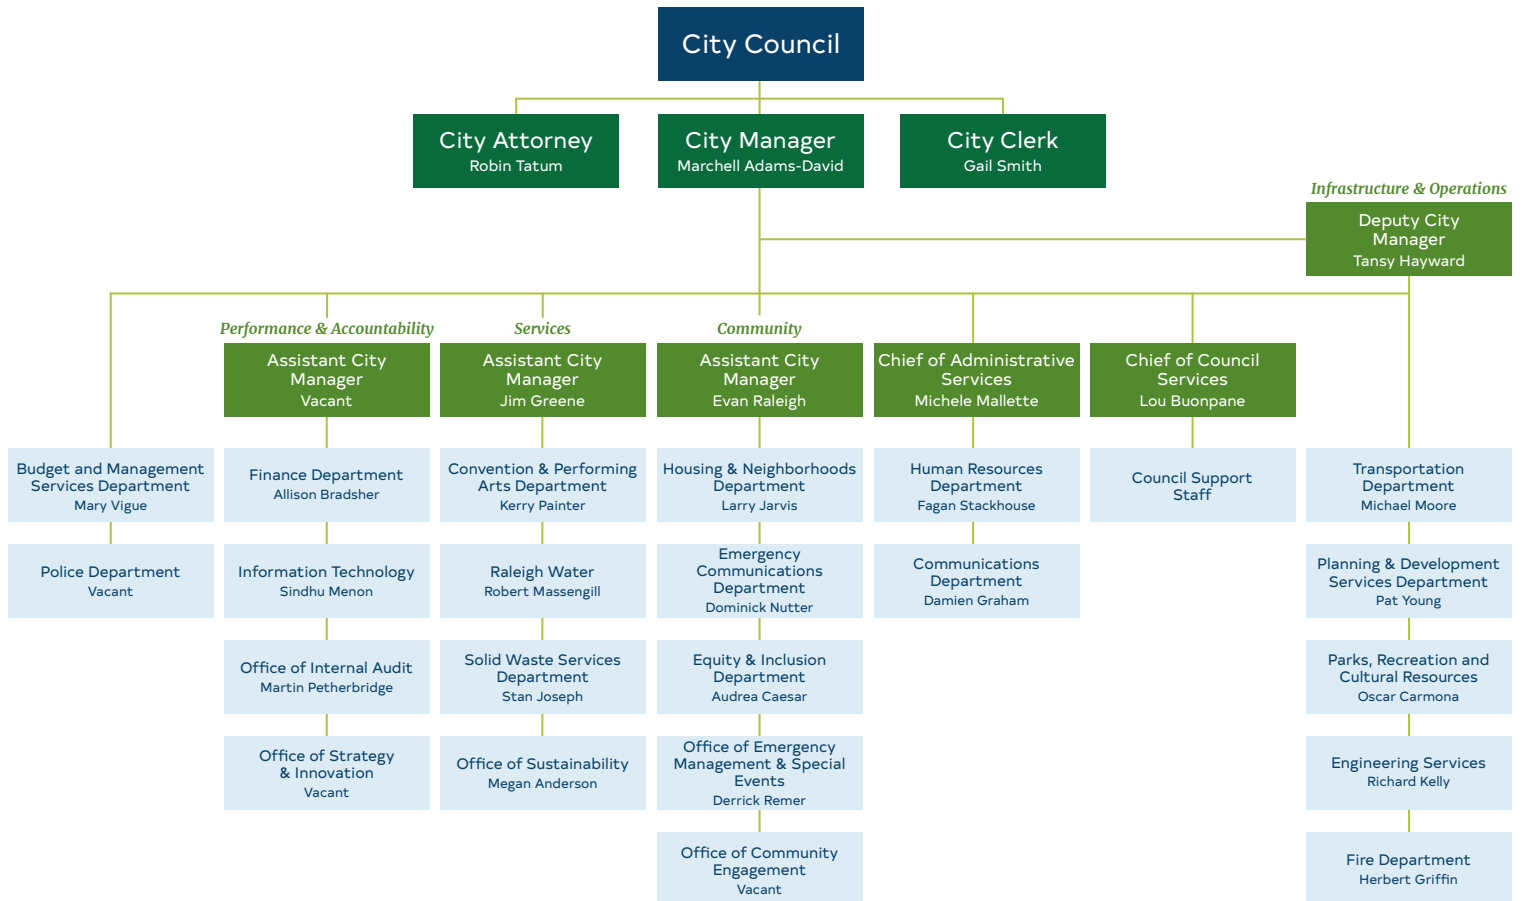 City Council
City Attorney
Robin Tatum
City Manager
Marchell Adams-David
City Clerk
Gail Smith
Infrastructure & Operations
Deputy City
Manager
Tansy Hayward
Performance & Accountability
Assistant City
Manager
Vacant
Services
Assistant City
Manager
Jim Greene
Community
Assistant City
Manager
Evan Raleigh
Chief of Administrative
Services
Michele Mallette
Chief of Council
Services
Lou Buonpane
Budget and Management
Services Department
Mary Vigue
Finance Department
Allison Bradsher
Convention & Performing
Arts Department
Kerry Painter
Housing & Neighborhoods
Department
Larry Jarvis
Human Resources
Department
Fagan Stackhouse
Council Support
Staff
Transportation
Department
Michael Moore
Police Department
Vacant
Information Technology
Sindhu Menon
Raleigh Water
Robert Massengill
Emergency
Communications
Department
Dominick Nutter
Communications
Department
Damien Graham
Planning & Development
Services Department
Pat Young
Office of Internal Audit
Martin Petherbridge
Solid Waste Services
Department
Stan Joseph
Equity & Inclusion
Department
Audrea Caesar
Parks, Recreation and
Cultural Resources
Oscar Carmona
Office of Strategy
& Innovation
Vacant
Office of Sustainability
Megan Anderson
Office of Emergency
Management & Special
Events
Derrick Remer
Engineering Services
Richard Kelly
Office of Community
Engagement
Vacant
Fire Department
Herbert Griffin